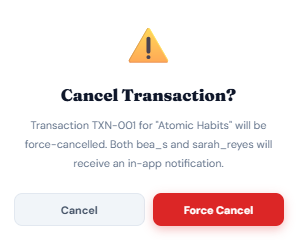 Cancel Transaction?
Transaction TXN-001 for "Atomic Habits" will be
force-cancelled. Both bea_s and sarah_reyes will
receive an in-app notification.
Cancel
Force Cancel